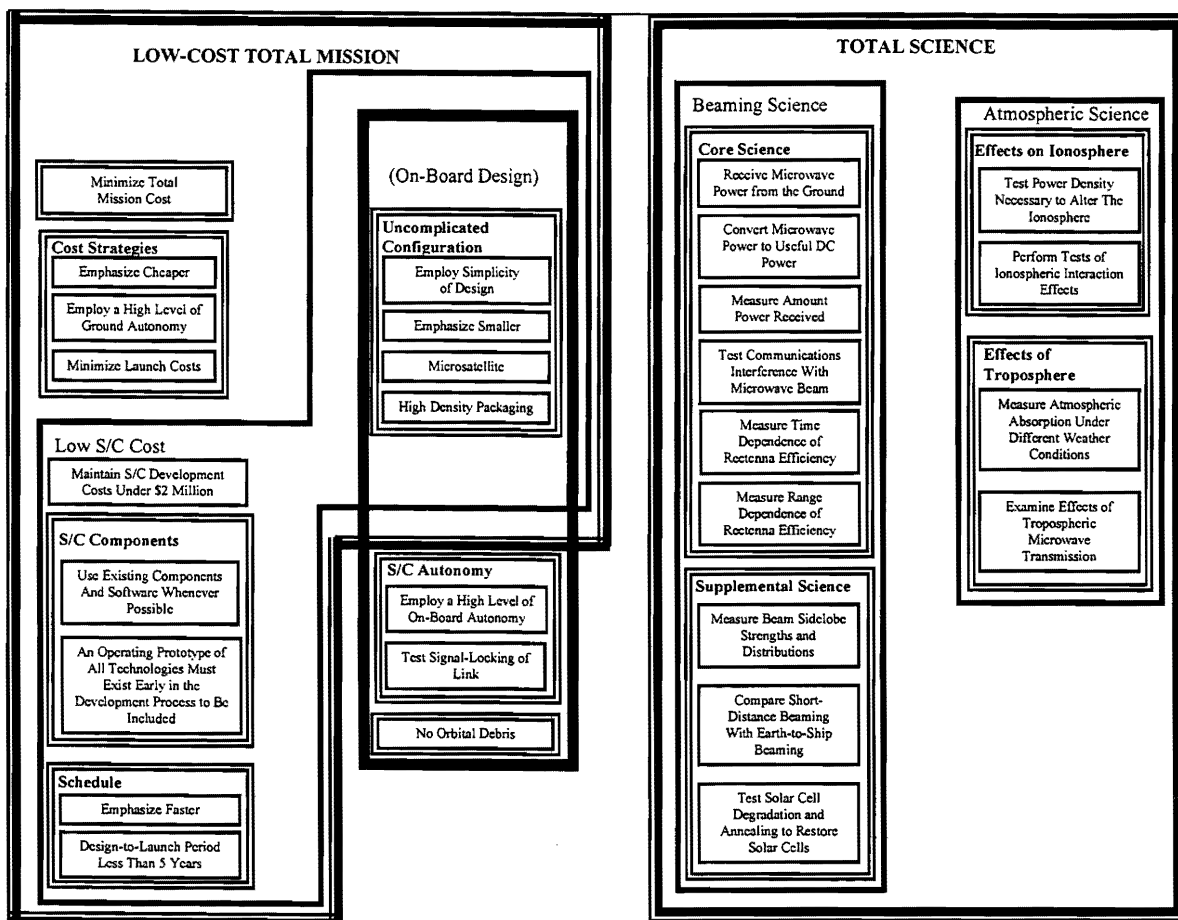 LOW-COST TOTAL MISSION
Minimize Total
Mission Cost
Cost Strategies
Emphasize Cheaper
Employ a High Level of
Ground Autonomy
Minimize Launch Costs
Low S/C Cost
Maintain S/C Development
Costs Under $2 Million
S/C Components
Use Existing Components
And Software Whenever
Possible
An Operating Prototype of
All Technologies Must
Exist Early in the
Development Process to Be
Included
Schedule
Emphasize Faster
Design-to-Launch Period
Less Than 5 Years
(On-Board Design)
Uncomplicated
Configuration
Employ Simplicity
of Design
Emphasize Smaller
Microsatellite
High Density Packaging
S/C Autonomy
Employ a High Level of
On-Board Autonomy
Test Signal-Locking of
Link
No Orbital Debris
TOTAL SCIENCE
Beaming Science
Core Science
Receive Microwave
Power from the Ground
Convert Microwave
Power to Useful DC
Power
Measure Amount
Power Received
Test Communications
Interference With
Microwave Beam
Measure Time
Dependence of
Rectenna Efficiency
Measure Range
Dependence of
Rectenna Efficiency
Supplemental Science
Measure Beam Sidelobe
Strengths and
Distributions
Compare Short-
Distance Beaming
With Earth-to-Ship
Beaming
Test Solar Cell
Degradation and
Annealing to Restore
Solar Cells
Atmospheric Science
Effects on Ionosphere
Test Power Density
Necessary to Alter The
Ionosphere
Perform Tests of
Ionospheric Interaction
Effects
Effects of
Troposphere
Measure Atmospheric
Absorption Under
Different Weather
Conditions
Examine Effects of
Tropospheric
Microwave
Transmission